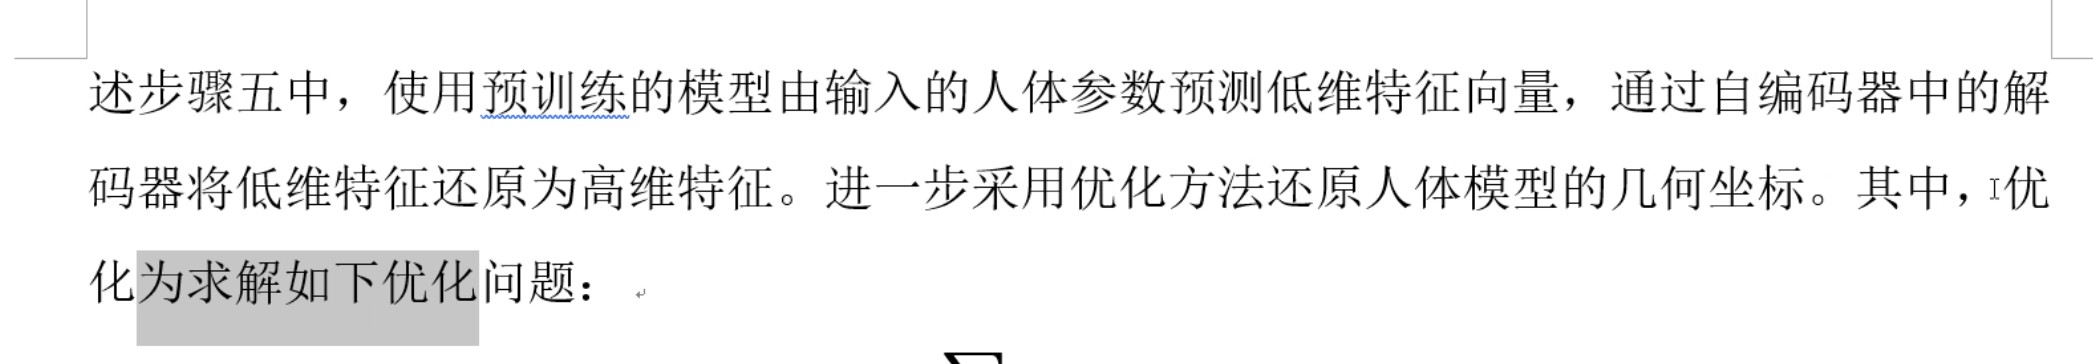 述步骤五中，使用预训练的模型由输入的人体参数预测低维特征向量，通过自编码器中的解
码器将低维特征还原为高维特征。进一步采用优化方法还原人体模型的几何坐标。其中，优
化为求解如下优化问题：